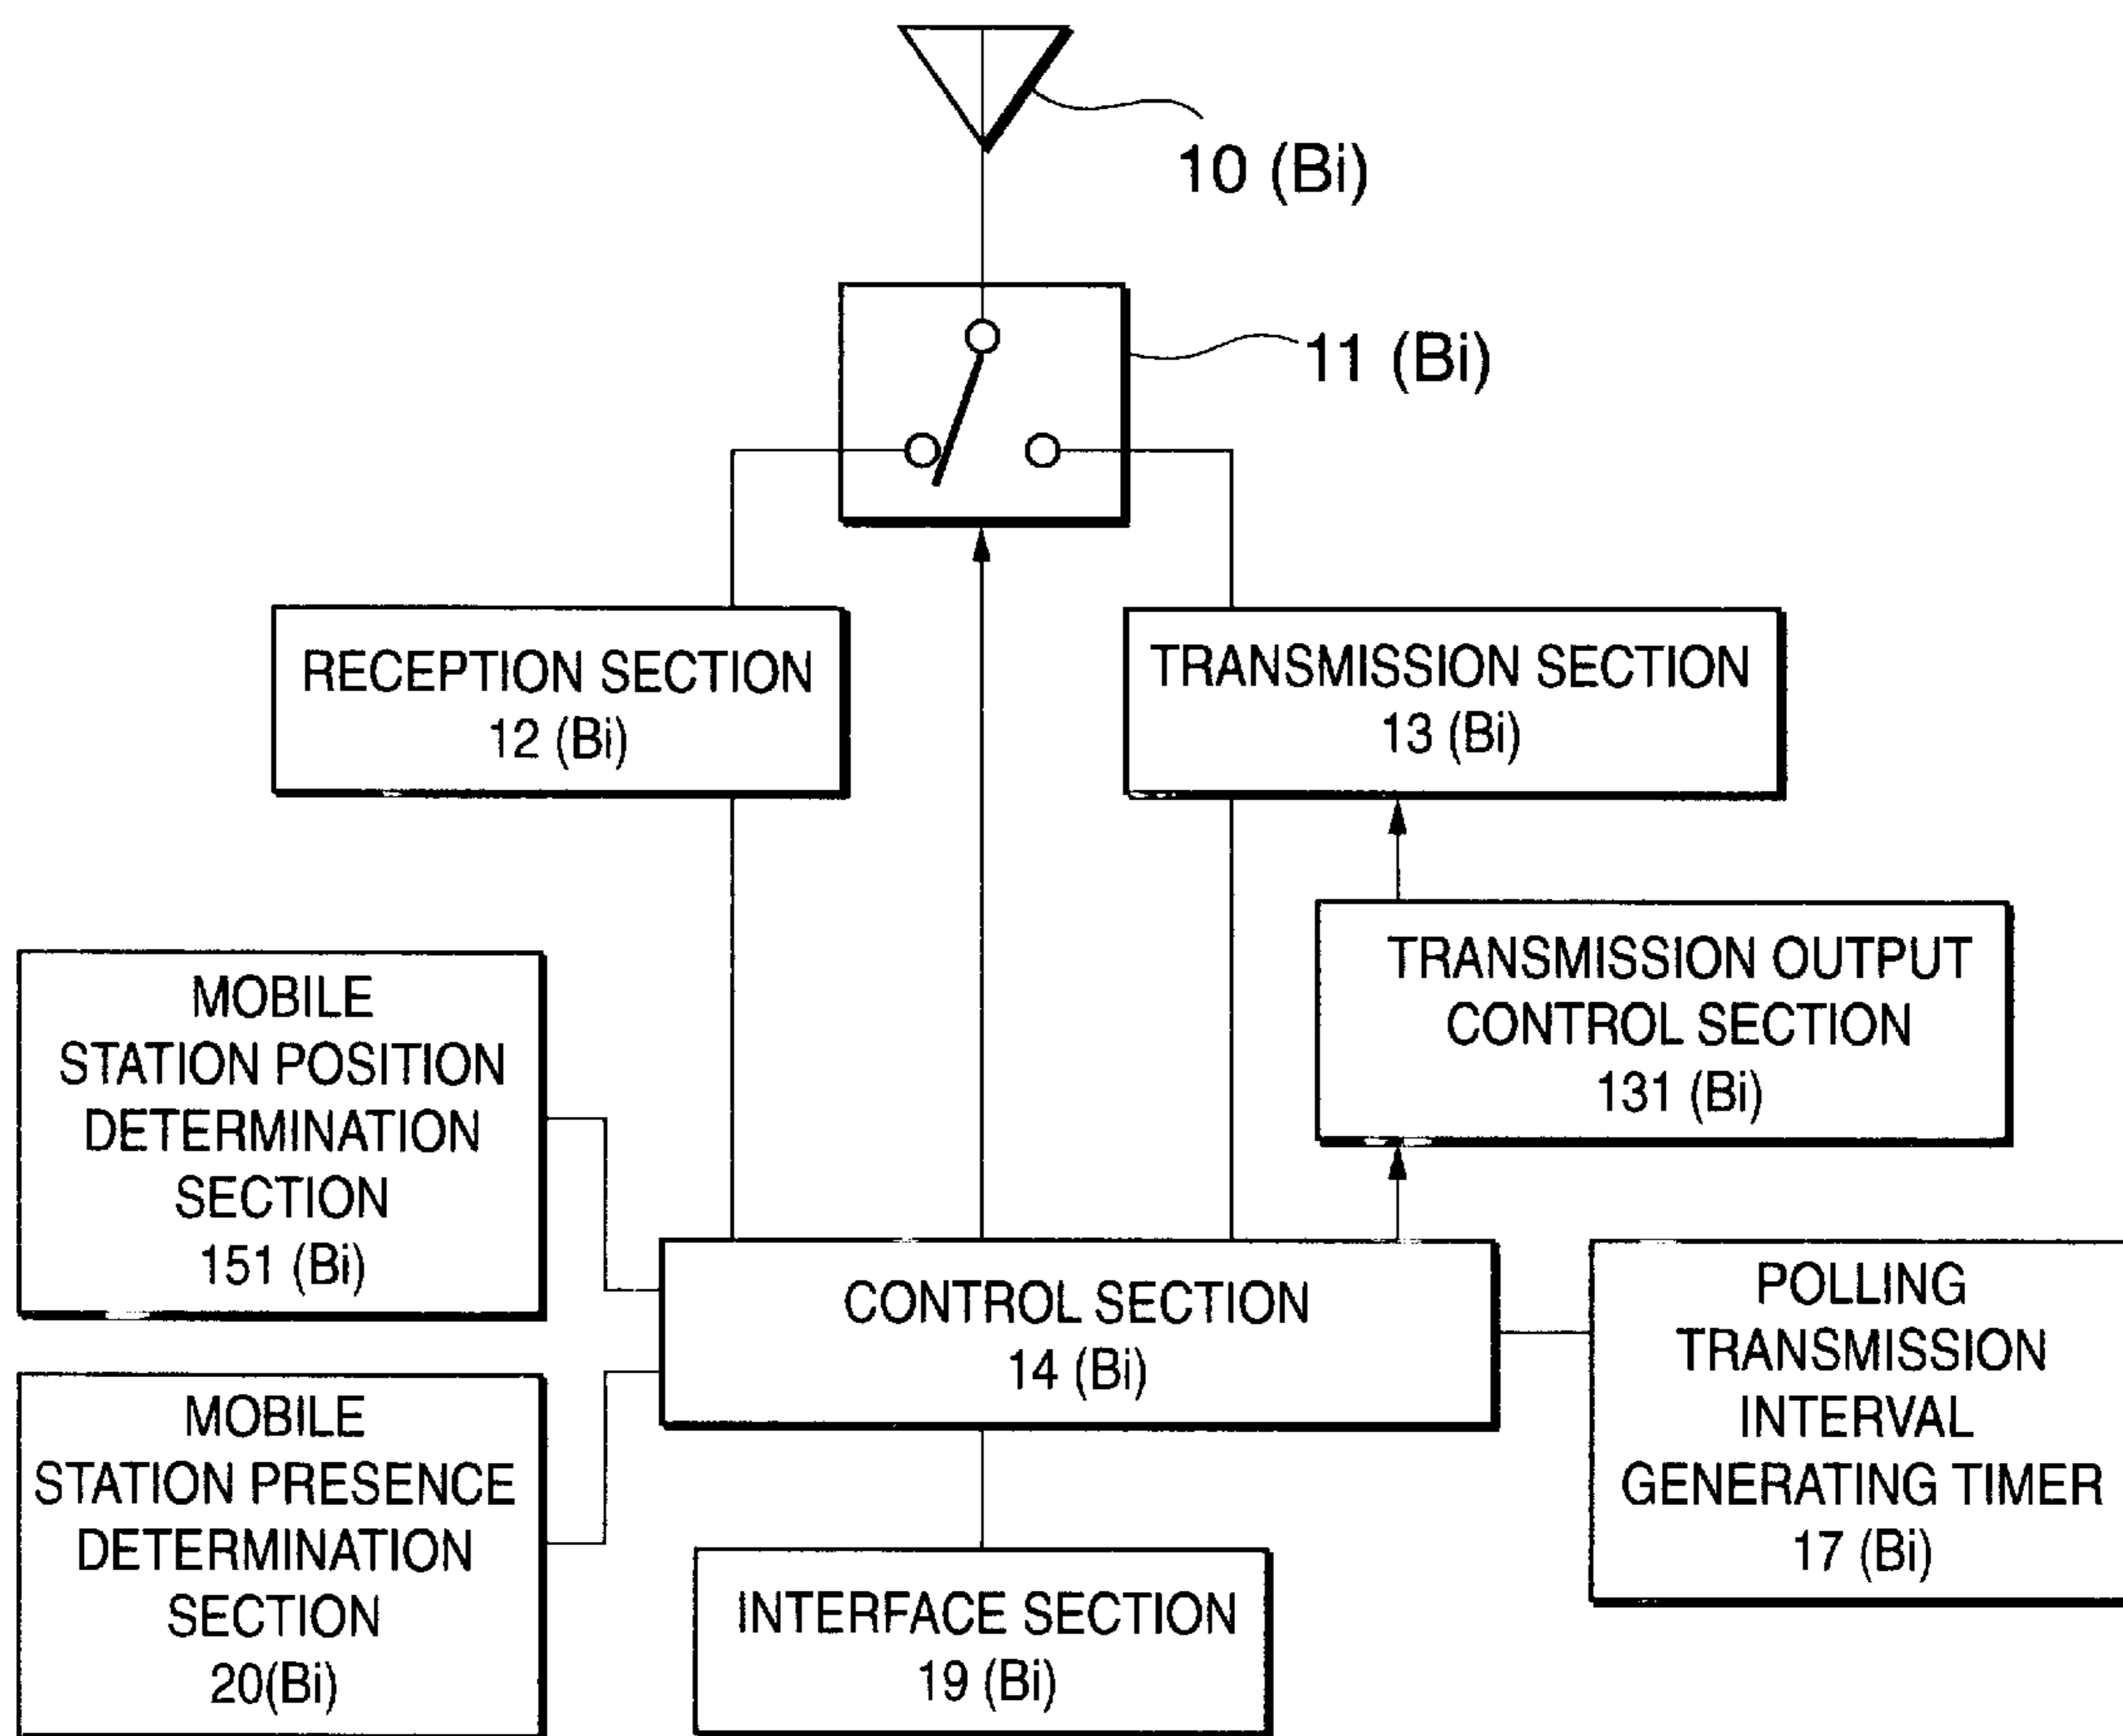 10 (Bi)
11 (Bi)
RECEPTION SECTION
12 (Bi)
TRANSMISSION SECTION
13 (Bi)
TRANSMISSION OUTPUT
CONTROL SECTION
131 (Bi)
MOBILE
STATION POSITION
DETERMINATION
SECTION
151 (Bi)
CONTROL SECTION
14 (Bi)
POLLING
TRANSMISSION
INTERVAL
GENERATING TIMER
17 (Bi)
MOBILE
STATION PRESENCE
DETERMINATION
SECTION
20(Bi)
INTERFACE SECTION
19 (Bi)